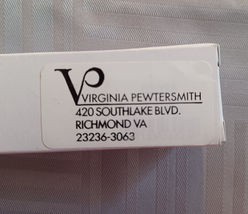 VP
VIRGINIA PEWTERSMITH
420 SOUTHLAKE BLVD.
RICHMOND VA
23236-3063